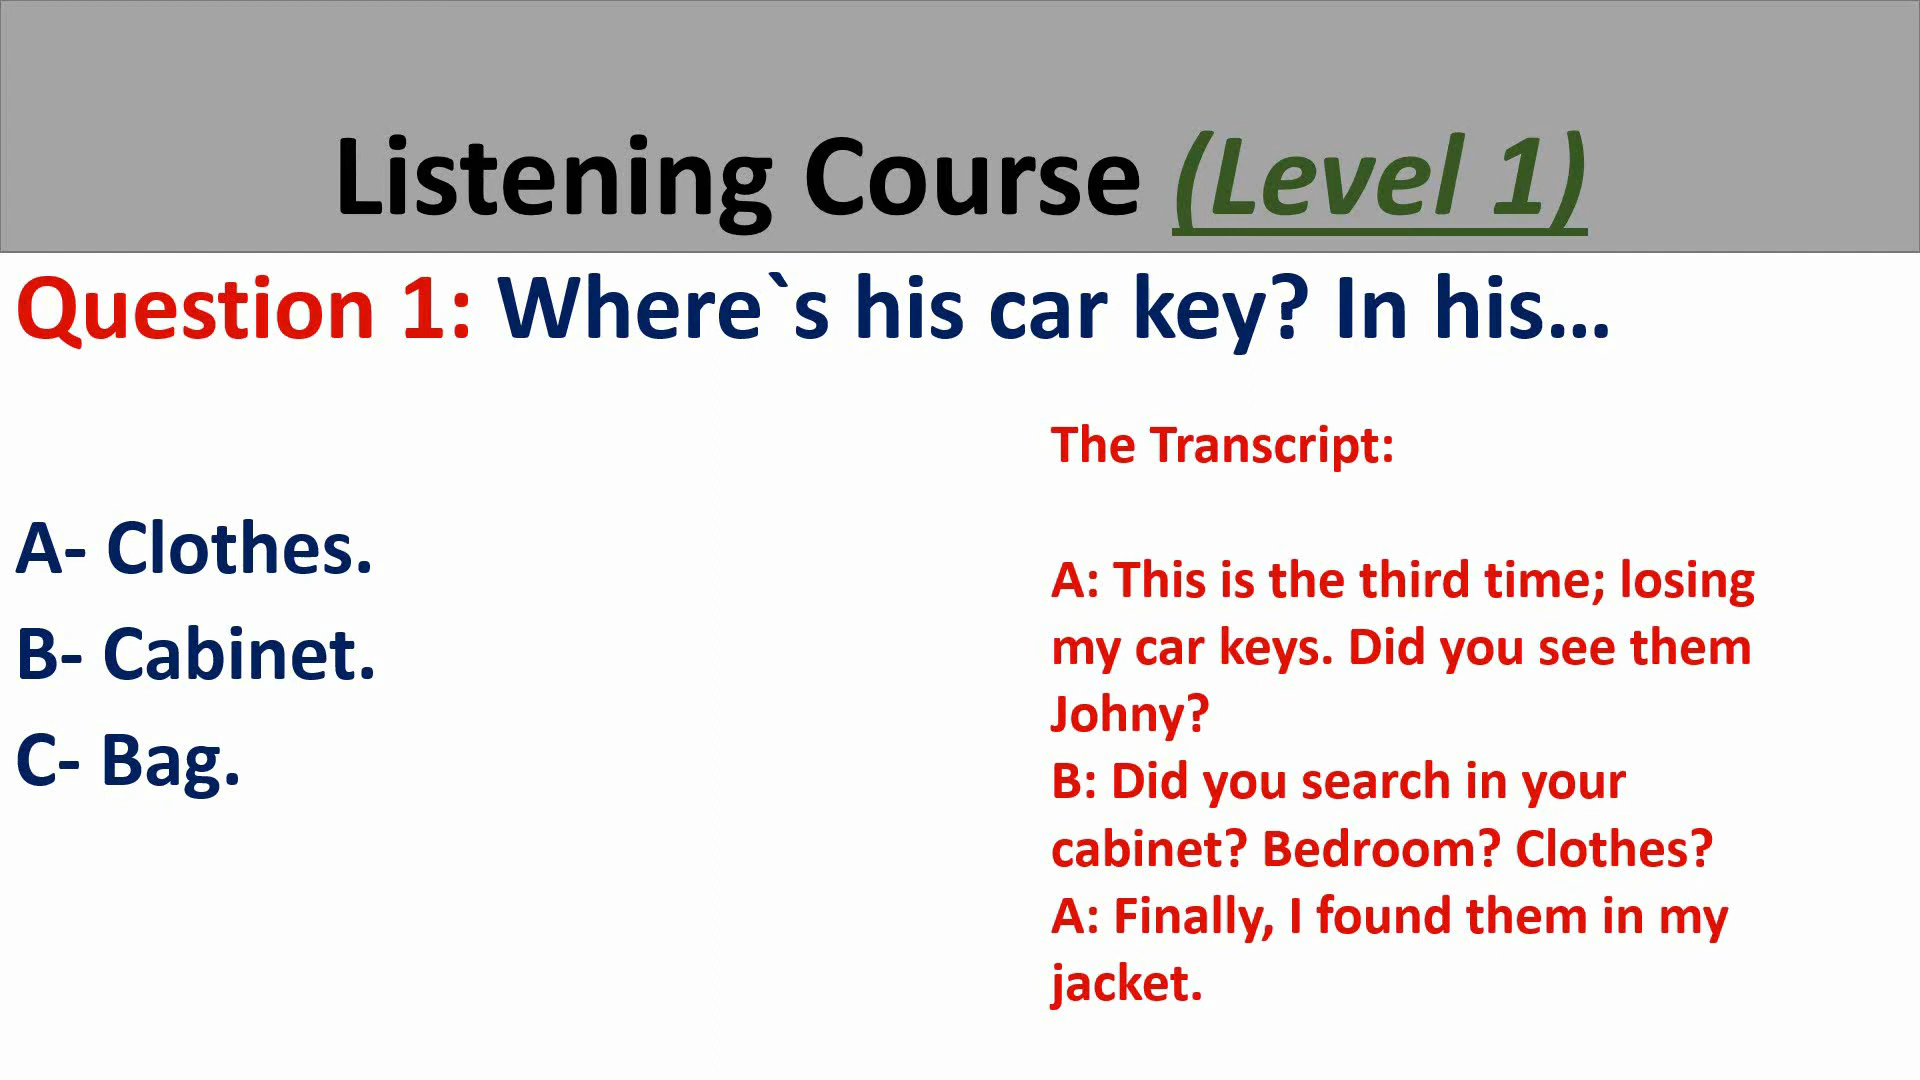 Listening Course (Level 1)
Question 1: Where`s his car key? In his...
A- Clothes.
B- Cabinet.
C- Bag.
The Transcript:
A: This is the third time; losing
my car keys. Did you see them
Johny?
B: Did you search in your
cabinet? Bedroom? Clothes?
A: Finally, I found them in my
jacket.